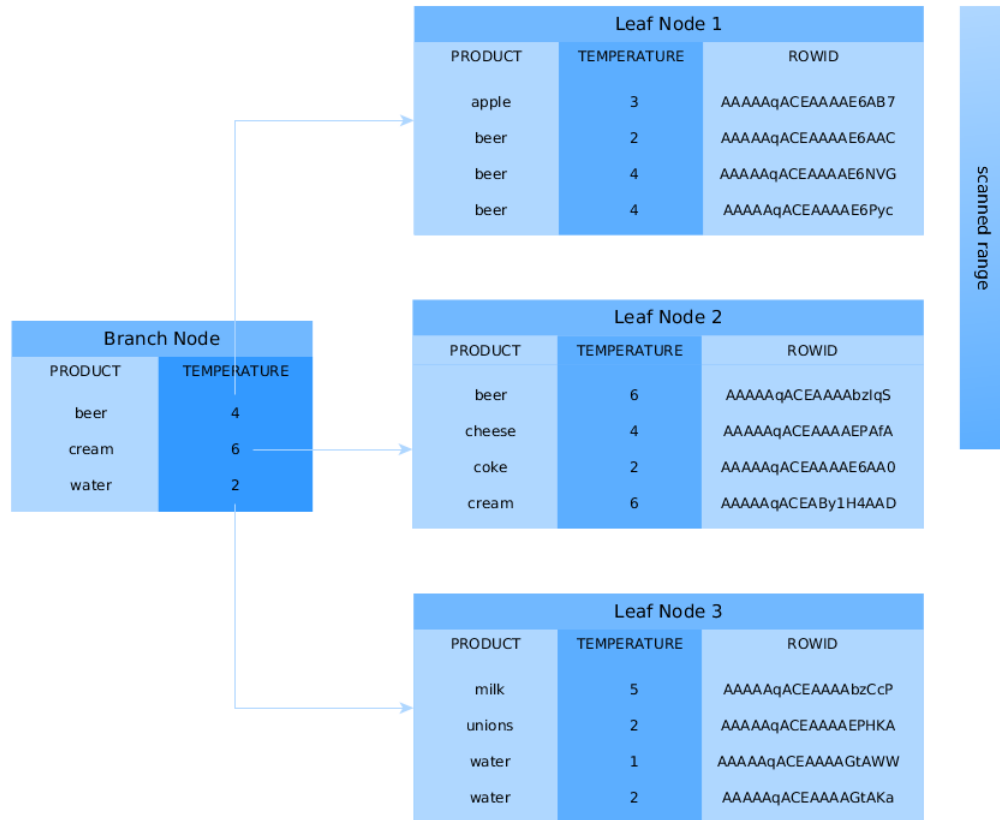 Leaf Node 1
PRODUCT TEMPERATURE ROWID
apple 3 AAAAAqACEAAAAE6AB7
beer 2 AAAAAqACEAAAAE6AAC
beer 4 AAAAAqACEAAAAE6NVG
beer 4 AAAAAqACEAAAAE6Pyc
scanned range
Branch Node
PRODUCT TEMPERATURE
beer 4
cream 6
water 2
Leaf Node 2
PRODUCT TEMPERATURE ROWID
beer 6 AAAAAqACEAAAAbzIqS
cheese 4 AAAAAqACEAAAAEPAfA
coke 2 AAAAAqACEAAAAE6AA0
cream 6 AAAAAqACEABy1H4AAD
Leaf Node 3
PRODUCT TEMPERATURE ROWID
milk 5 AAAAAqACEAAAAbzCcP
unions 2 AAAAAqACEAAAAEPHKA
water 1 AAAAAqACEAAAAGtAWW
water 2 AAAAAqACEAAAAGtAKa